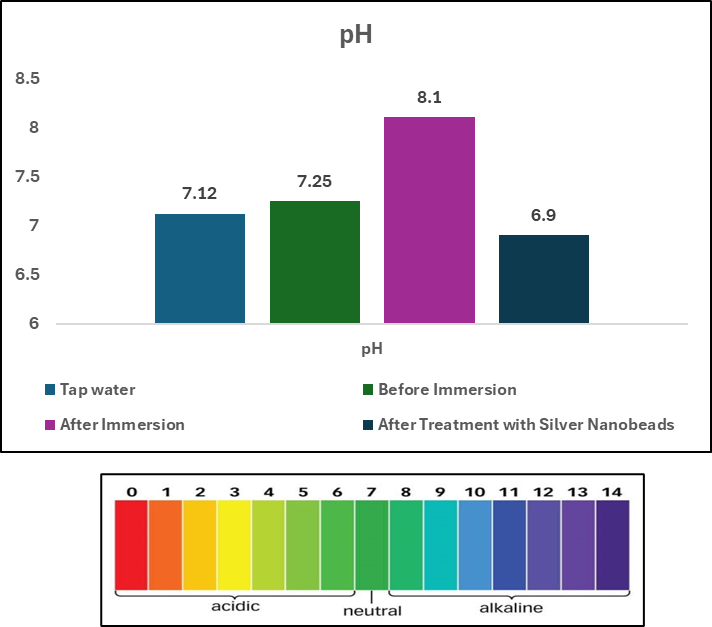 pH
8.5
8
7.5
7
6.5
6
7.12
7.25
8.1
6.9
pH
Tap water
Before Immersion
After Immersion
After Treatment with Silver Nanobeads
0 1 2 3 4 5 6 7 8 9 10 11 12 13 14
acidic
neutral
alkaline